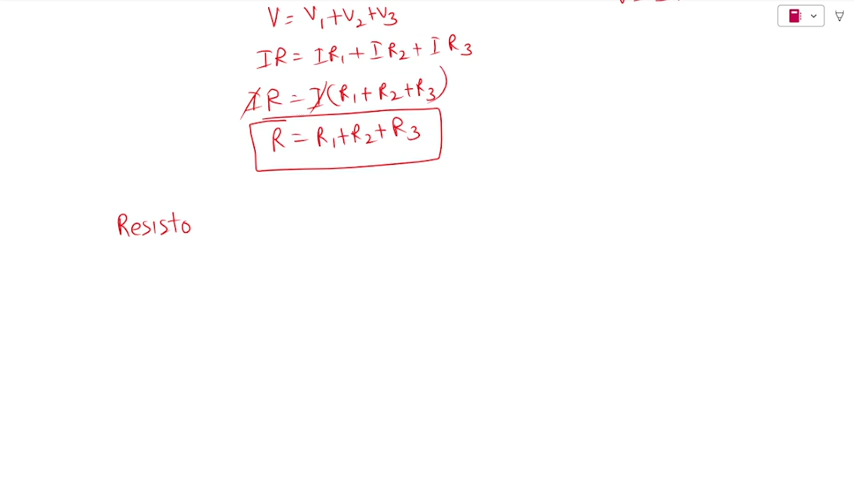 V = V₁+V₂+V₃
IR = IR₁ + IR₂ + IR₃
IR = I(R₁+R₂+R₃)
R = R₁+R₂+R₃
Resisto